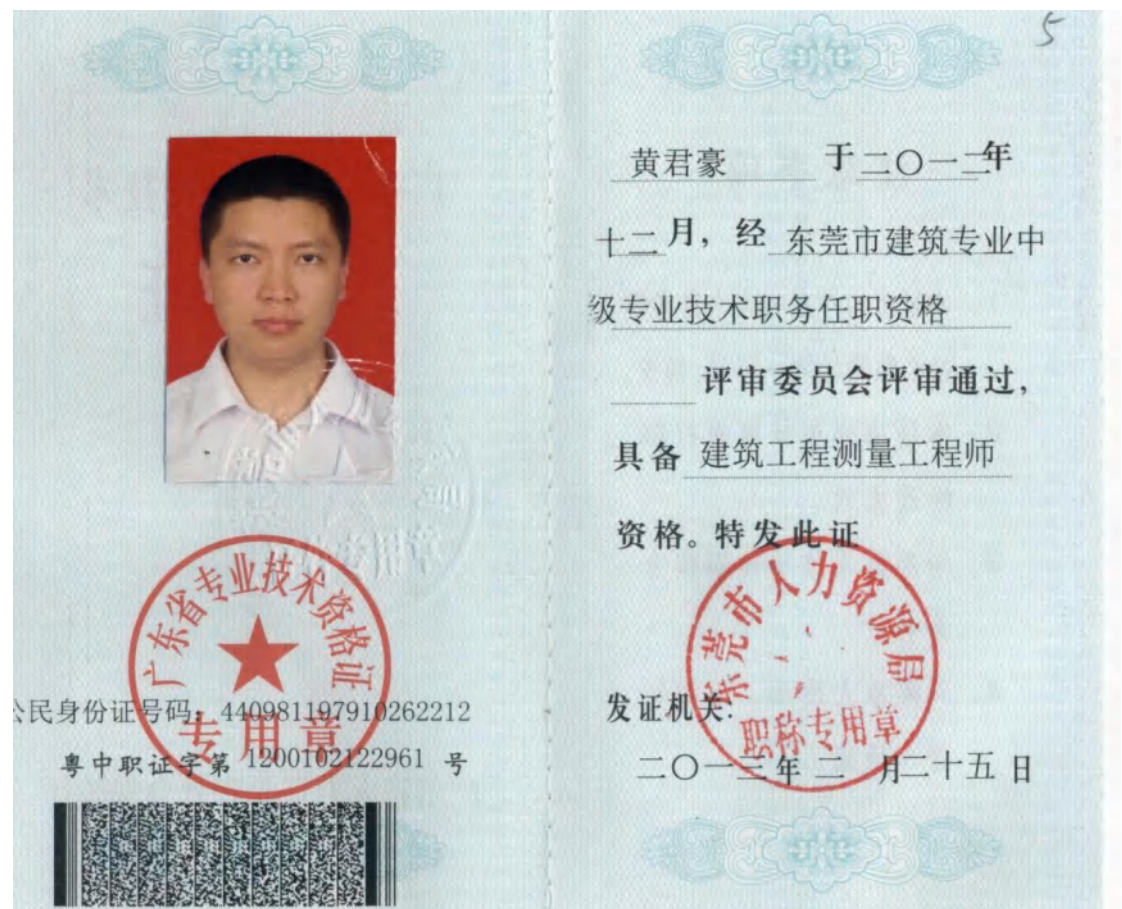 5
黄君豪 于二〇一二年
十二月，经 东莞市建筑专业中
级专业技术职务任职资格
评审委员会评审通过，
具备 建筑工程测量工程师
资格。特发此证
东莞市人力资源局
职称专用章
发证机关：
二〇一三年 二 月二十五 日
广东省专业技术资格证
专用章
公民身份证号码：440981197910262212
粤中职证字第 1200102122961 号